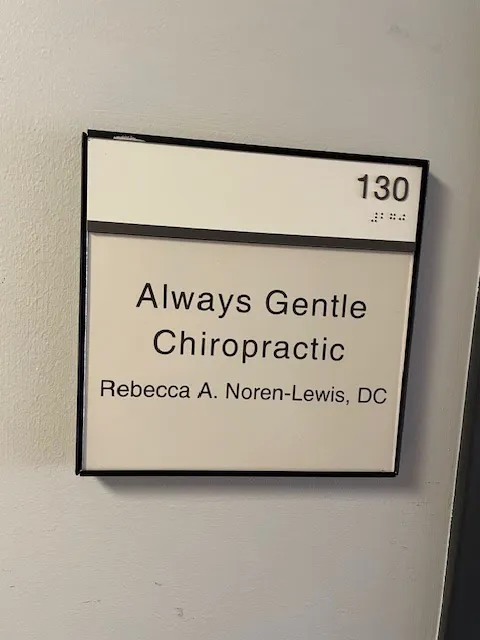 130
Always Gentle
Chiropractic
Rebecca A. Noren-Lewis, DC